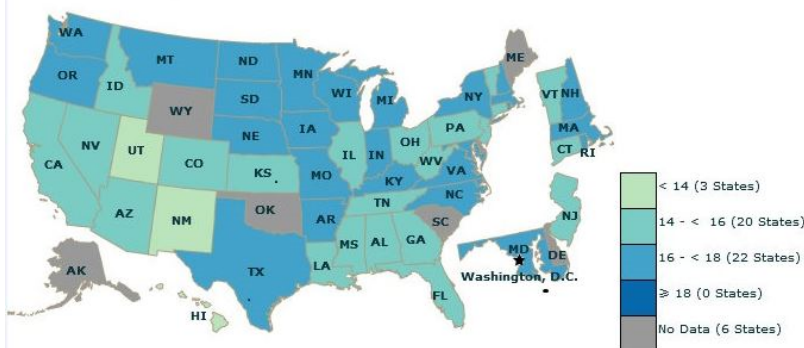 WA
ME
MT
ND
MN
OR
ID
SD
WI
MI
NY
VT
NH
WY
MA
NE
IA
PA
CT
RI
NV
UT
IL
IN
OH
WV
CA
CO
KS
MO
KY
VA
NC
NJ
AZ
NM
OK
AR
TN
SC
MS
AL
GA
MD
DE
AK
TX
LA
Washington, D.C.
FL
HI
< 14 (3 States)
14 - < 16 (20 States)
16 - < 18 (22 States)
≥ 18 (0 States)
No Data (6 States)